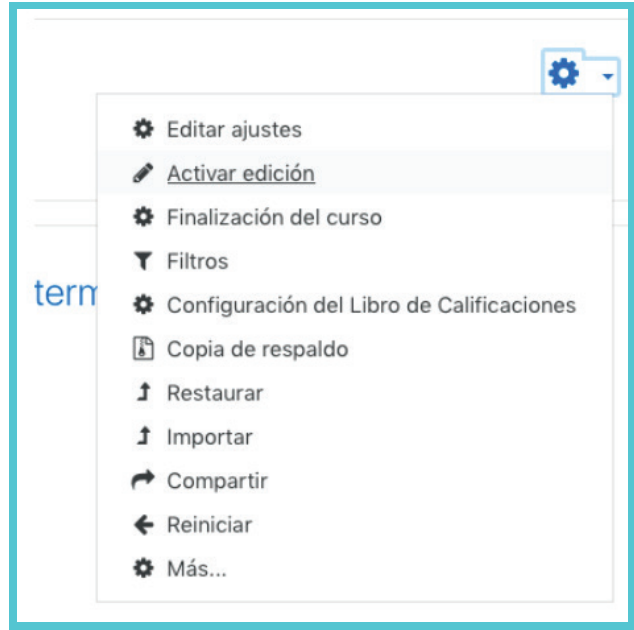 Editar ajustes
Activar edición
Finalización del curso
Filtros
term
Configuración del Libro de Calificaciones
Copia de respaldo
Restaurar
Importar
Compartir
Reiniciar
Más...